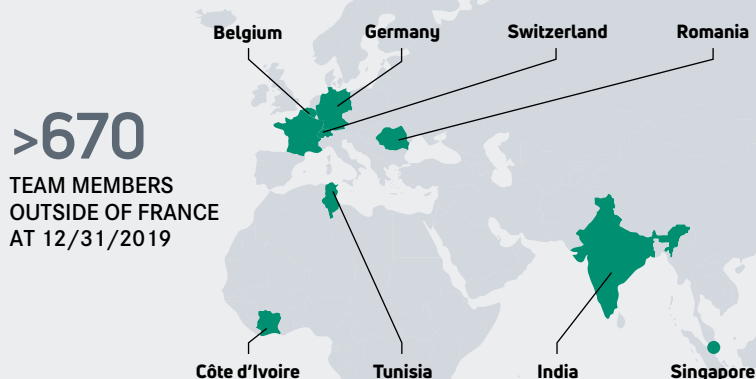 Belgium Germany Switzerland Romania
>670
TEAM MEMBERS
OUTSIDE OF FRANCE
AT 12/31/2019
Côte d'Ivoire Tunisia India Singapore